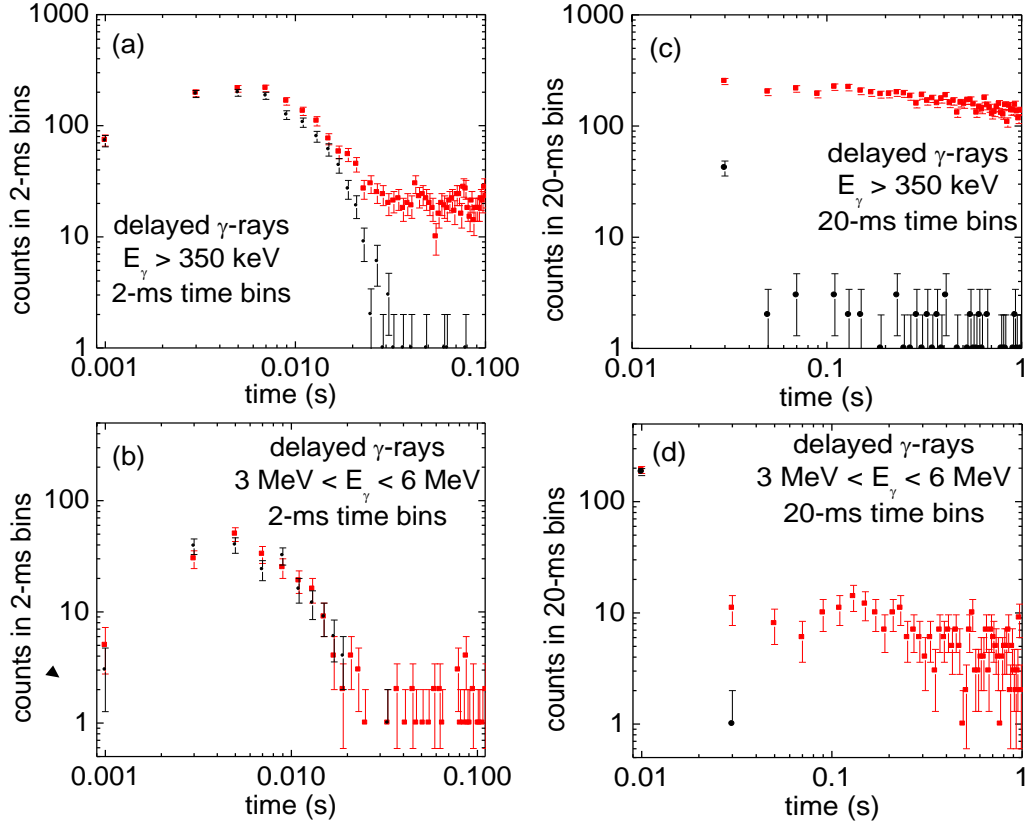 (a)
1000
100
10
1
0.001
0.010
0.100
counts in 2-ms bins
time (s)
delayed γ-rays
Eγ > 350 keV
2-ms time bins
(c)
1000
100
10
1
0.01
0.1
1
counts in 20-ms bins
time (s)
delayed γ-rays
Eγ > 350 keV
20-ms time bins
(b)
100
10
1
0.001
0.010
0.100
counts in 2-ms bins
time (s)
delayed γ-rays
3 MeV < Eγ < 6 MeV
2-ms time bins
(d)
100
10
1
0.01
0.1
1
counts in 20-ms bins
time (s)
delayed γ-rays
3 MeV < Eγ < 6 MeV
20-ms time bins